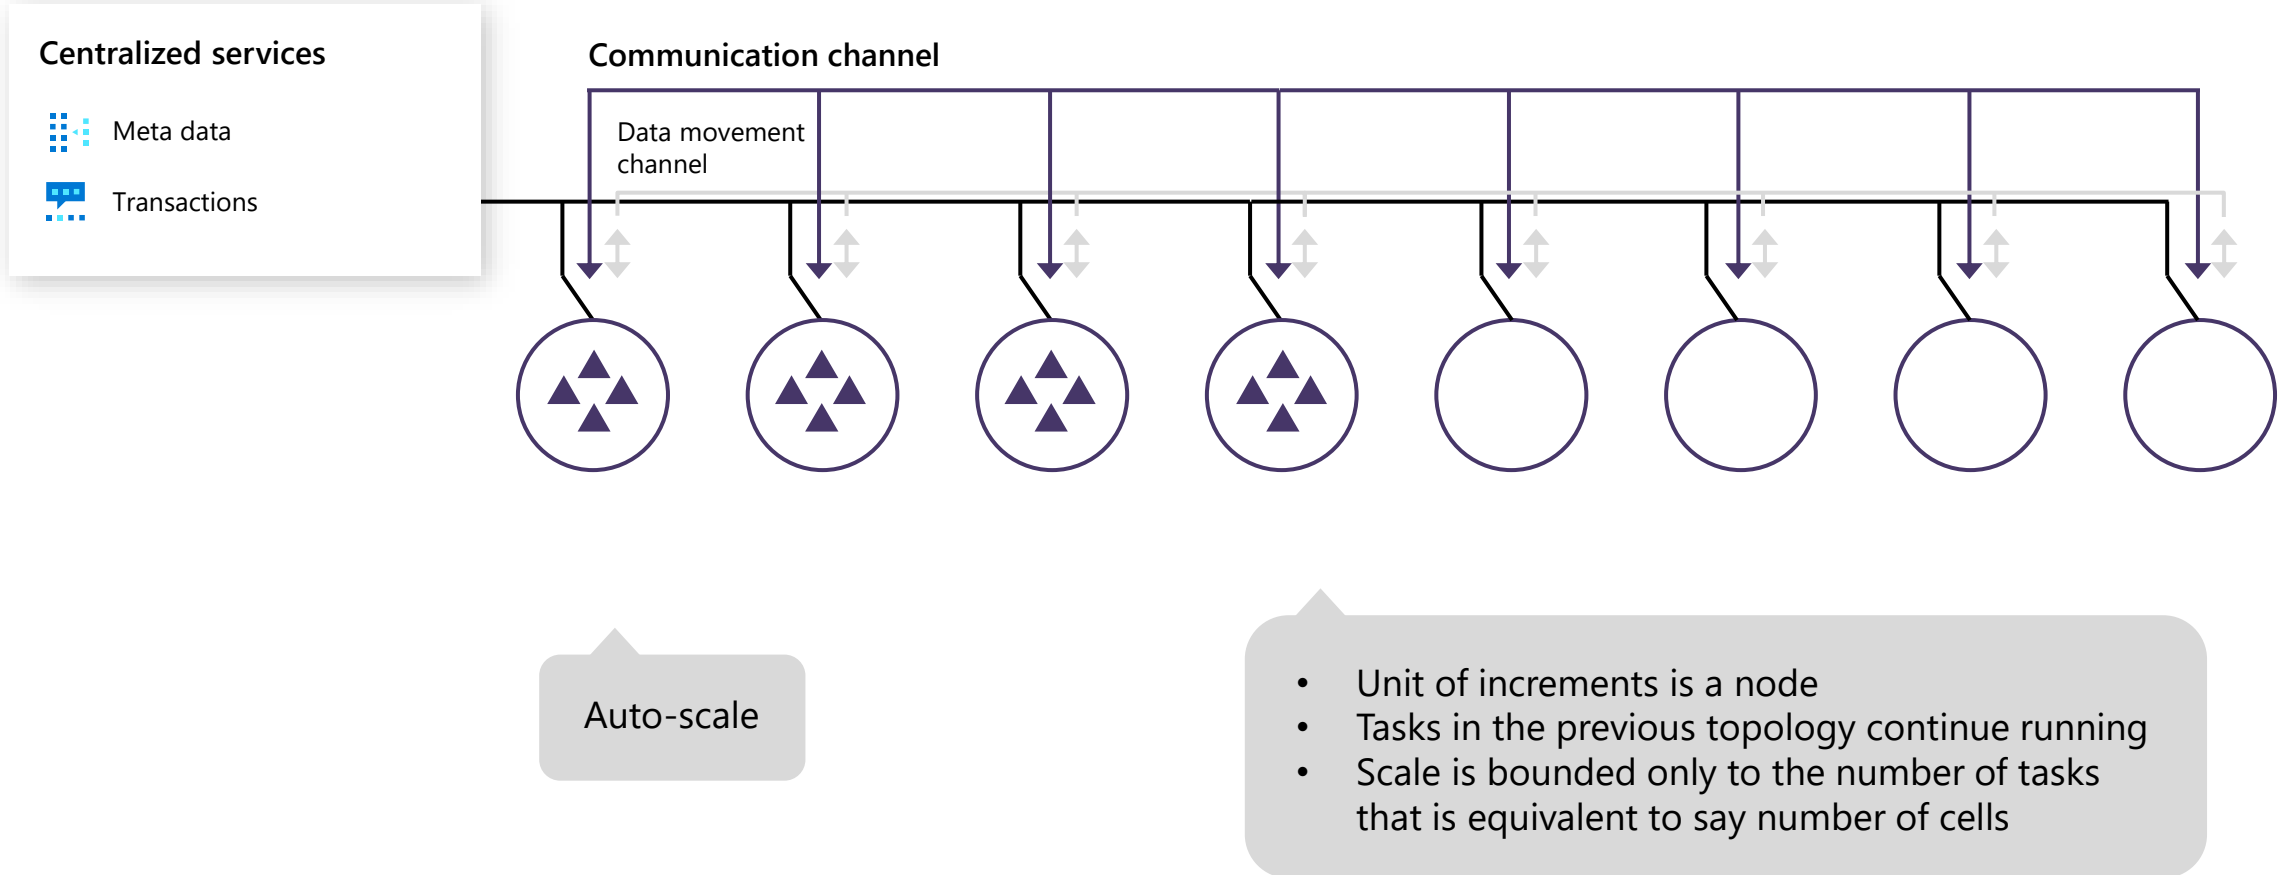 Centralized services
Meta data
Transactions
Communication channel
Data movement
channel
Auto-scale
• Unit of increments is a node
• Tasks in the previous topology continue running
• Scale is bounded only to the number of tasks
that is equivalent to say number of cells